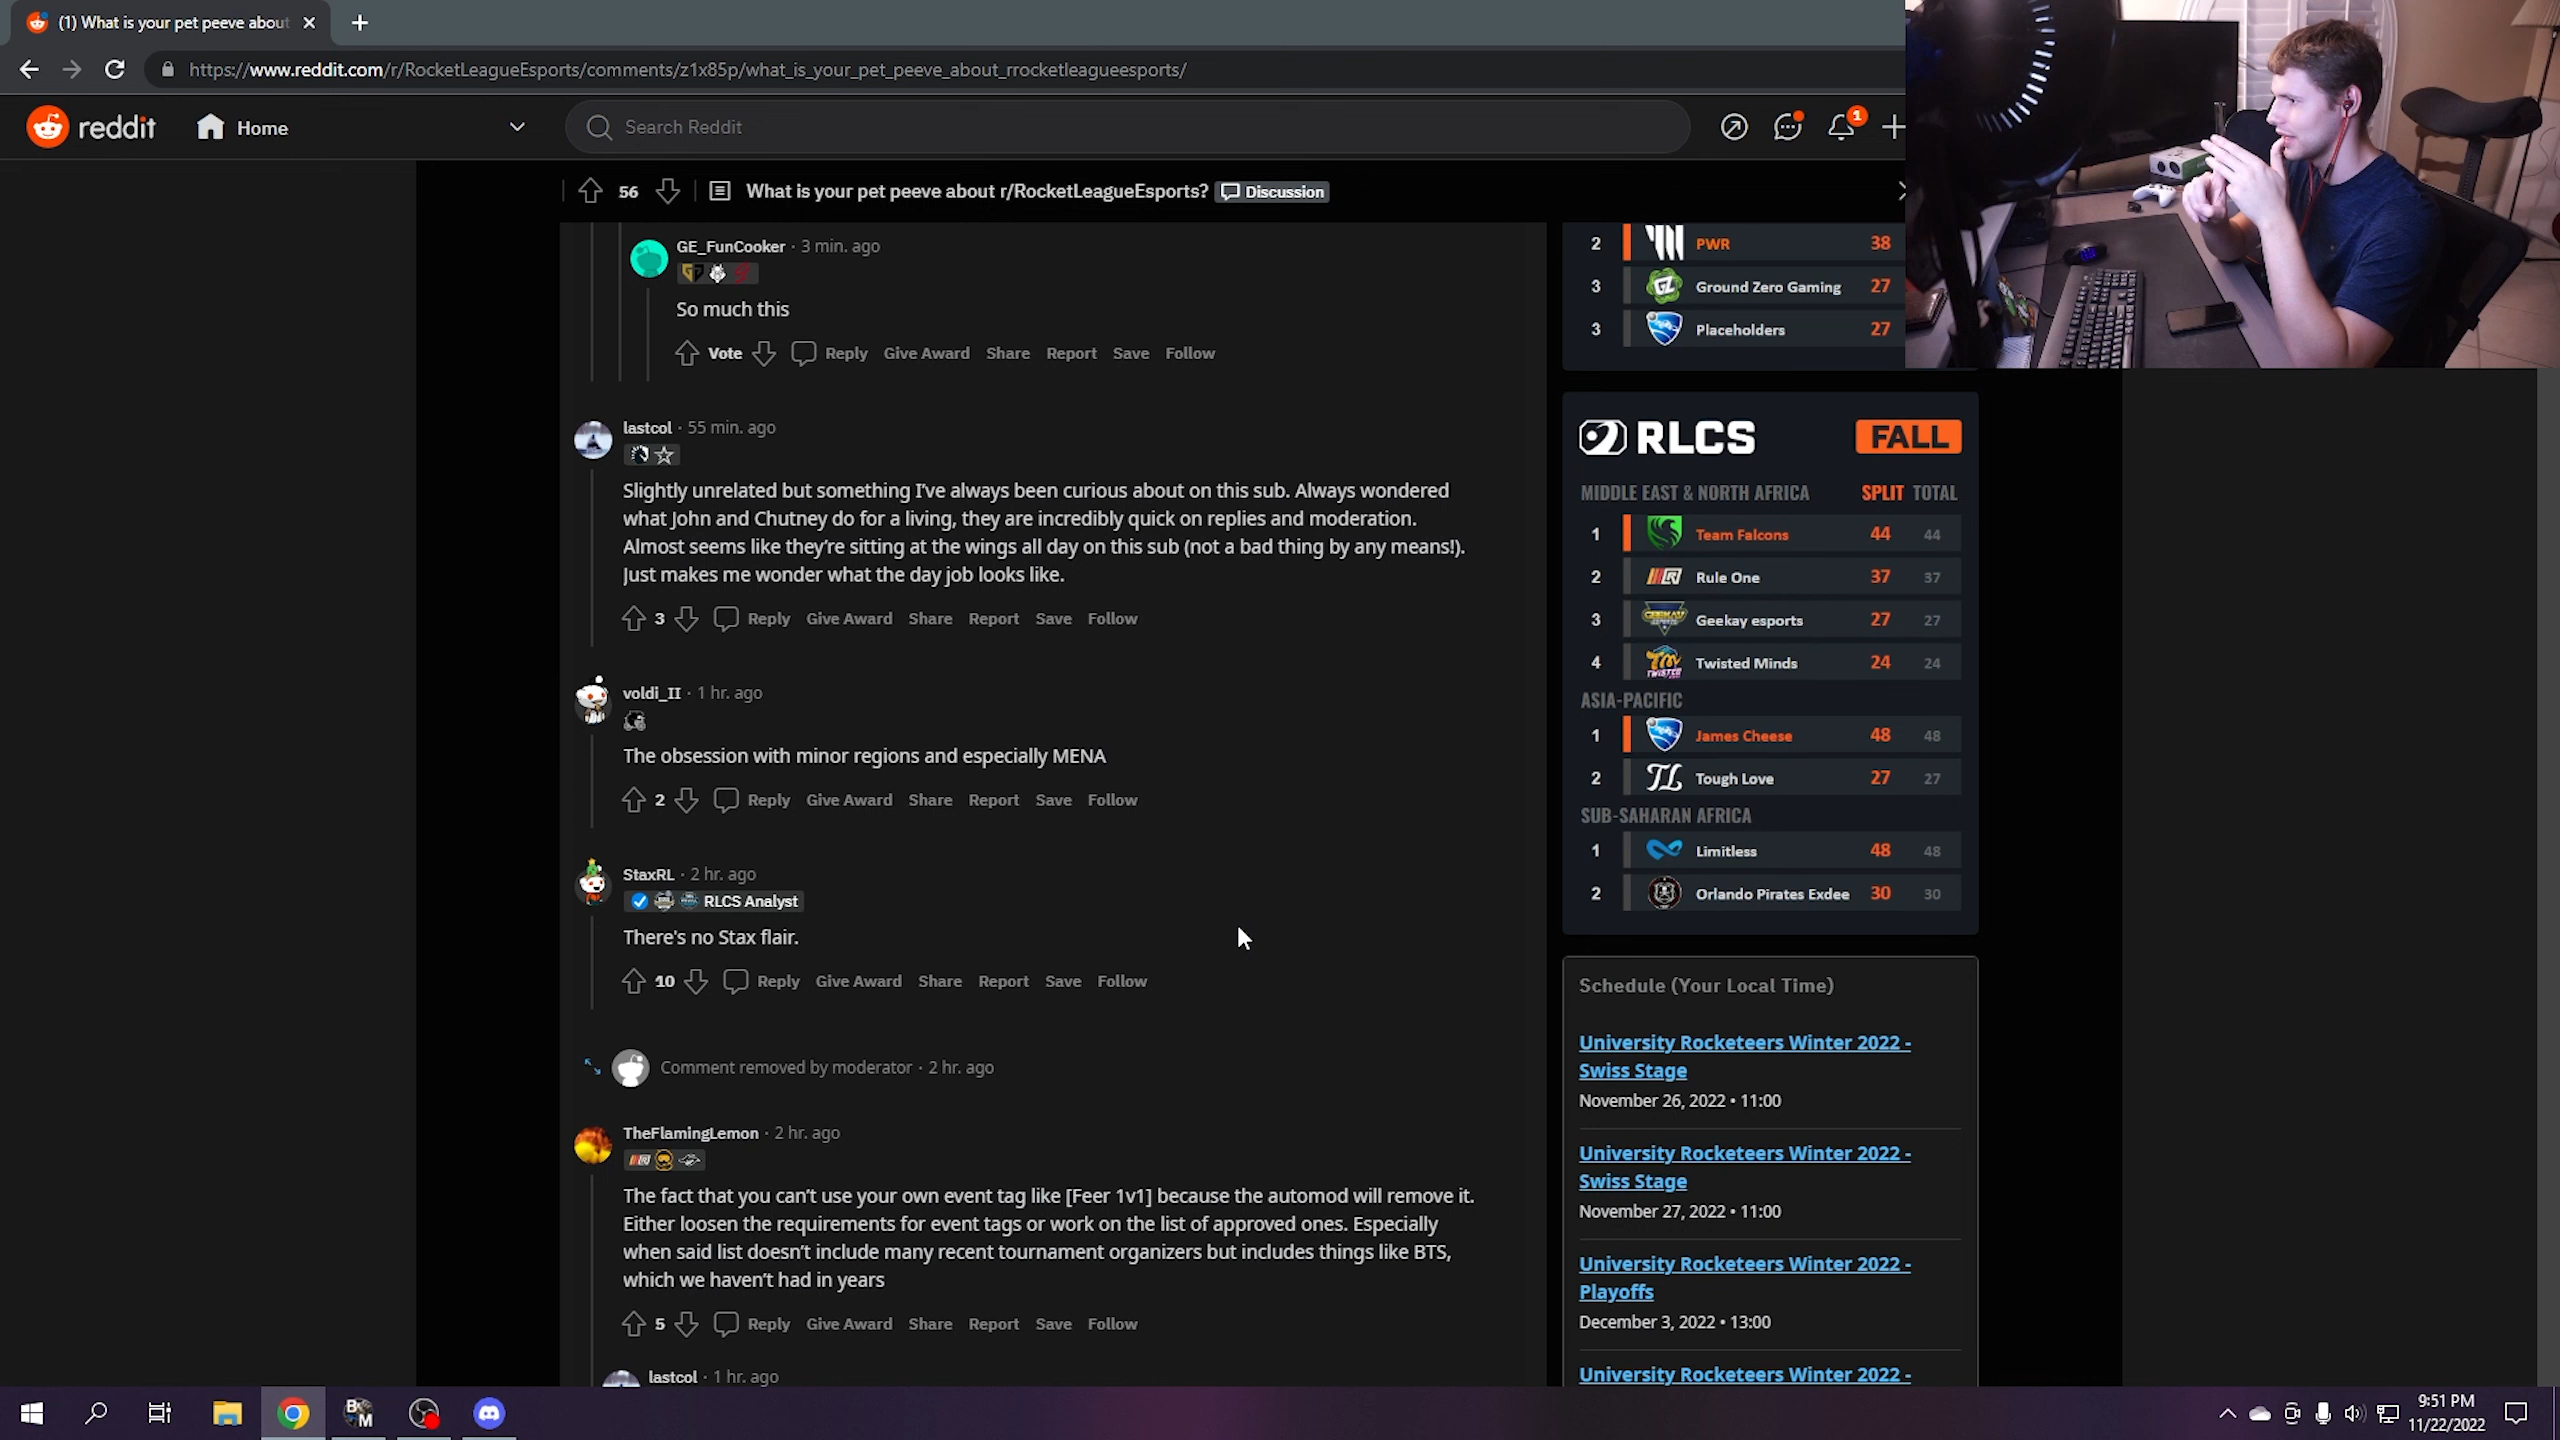 (1) What is your pet peeve about
https://www.reddit.com/r/RocketLeagueEsports/comments/z1x85p/what_is_your_pet_peeve_about_rrocketleagueesports/
reddit
Home
Search Reddit
1
56
What is your pet peeve about r/RocketLeagueEsports?
Discussion
GE_FunCooker · 3 min. ago
So much this
Vote Reply Give Award Share Report Save Follow
lastcol · 55 min. ago
Slightly unrelated but something I've always been curious about on this sub. Always wondered
what John and Chutney do for a living, they are incredibly quick on replies and moderation.
Almost seems like they're sitting at the wings all day on this sub (not a bad thing by any means!).
Just makes me wonder what the day job looks like.
3 Reply Give Award Share Report Save Follow
voldi_II · 1 hr. ago
The obsession with minor regions and especially MENA
2 Reply Give Award Share Report Save Follow
StaxRL · 2 hr. ago
RLCS Analyst
There's no Stax flair.
10 Reply Give Award Share Report Save Follow
Comment removed by moderator · 2 hr. ago
TheFlamingLemon · 2 hr. ago
The fact that you can't use your own event tag like [Feer 1v1] because the automod will remove it.
Either loosen the requirements for event tags or work on the list of approved ones. Especially
when said list doesn't include many recent tournament organizers but includes things like BTS,
which we haven't had in years
5 Reply Give Award Share Report Save Follow
lastcol · 1 hr. ago
2 PWR 38
3 Ground Zero Gaming 27
3 Placeholders 27
RLCS FALL
MIDDLE EAST & NORTH AFRICA SPLIT TOTAL
1 Team Falcons 44 44
2 Rule One 37 37
3 Geekay esports 27 27
4 Twisted Minds 24 24
ASIA-PACIFIC
1 James Cheese 48 48
2 TL Tough Love 27 27
SUB-SAHARAN AFRICA
1 Limitless 48 48
2 Orlando Pirates Exdee 30 30
Schedule (Your Local Time)
University Rocketeers Winter 2022 -
Swiss Stage
November 26, 2022 • 11:00
University Rocketeers Winter 2022 -
Swiss Stage
November 27, 2022 • 11:00
University Rocketeers Winter 2022 -
Playoffs
December 3, 2022 • 13:00
University Rocketeers Winter 2022 -
9:51 PM
11/22/2022